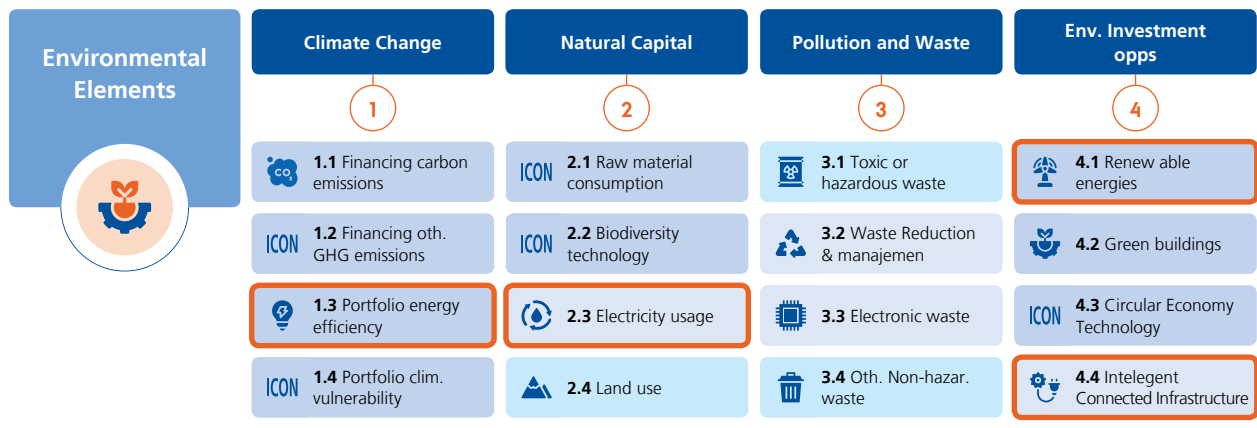 Environmental
Elements
Climate Change
1
1.1 Financing carbon
emissions
CO2
1.2 Financing oth.
GHG emissions
ICON
1.3 Portfolio energy
efficiency
1.4 Portfolio clim.
vulnerability
ICON
Natural Capital
2
2.1 Raw material
consumption
ICON
2.2 Biodiversity
technology
ICON
2.3 Electricity usage
2.4 Land use
Pollution and Waste
3
3.1 Toxic or
hazardous waste
3.2 Waste Reduction
& manajemen
3.3 Electronic waste
3.4 Oth. Non-hazar.
waste
Env. Investment
opps
4
4.1 Renew able
energies
4.2 Green buildings
4.3 Circular Economy
Technology
ICON
4.4 Intelegent
Connected Infrastructure